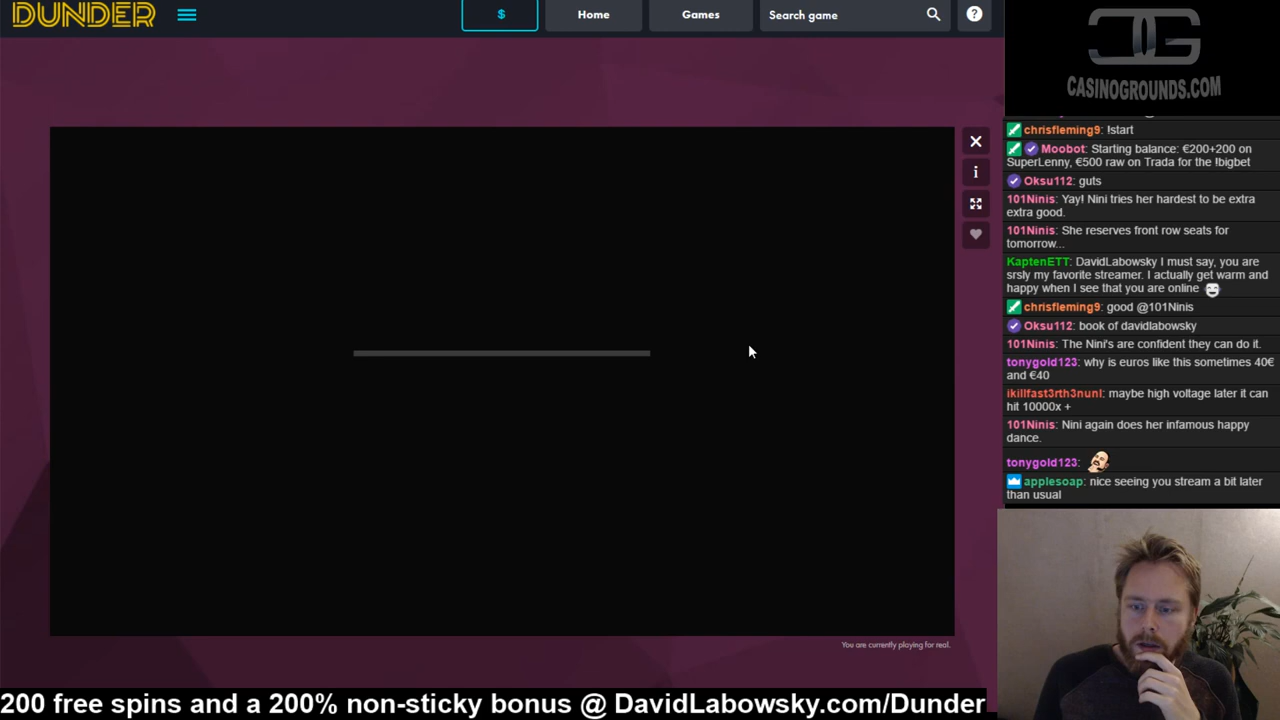 DUNDER
$
Home
Games
Search game
?
CASINOGROUNDS.COM
chrisfleming9: !start
Moobot: Starting balance: €200+200 on
SuperLenny, €500 raw on Trada for the !bigbet
Oksu112: guts
101Ninis: Yay! Nini tries her hardest to be extra
extra good.
101Ninis: She reserves front row seats for
tomorrow...
KaptenETT: DavidLabowsky I must say, you are
srsly my favorite streamer. I actually get warm and
happy when I see that you are online
chrisfleming9: good @101Ninis
Oksu112: book of davidlabowsky
101Ninis: The Nini's are confident they can do it.
tonygold123: why is euros like this sometimes 40€
and €40
ikillfast3rth3nunl: maybe high voltage later it can
hit 10000x +
101Ninis: Nini again does her infamous happy
dance.
tonygold123:
applesoap: nice seeing you stream a bit later
than usual
You are currently playing for real.
200 free spins and a 200% non-sticky bonus @ DavidLabowsky.com/Dunder